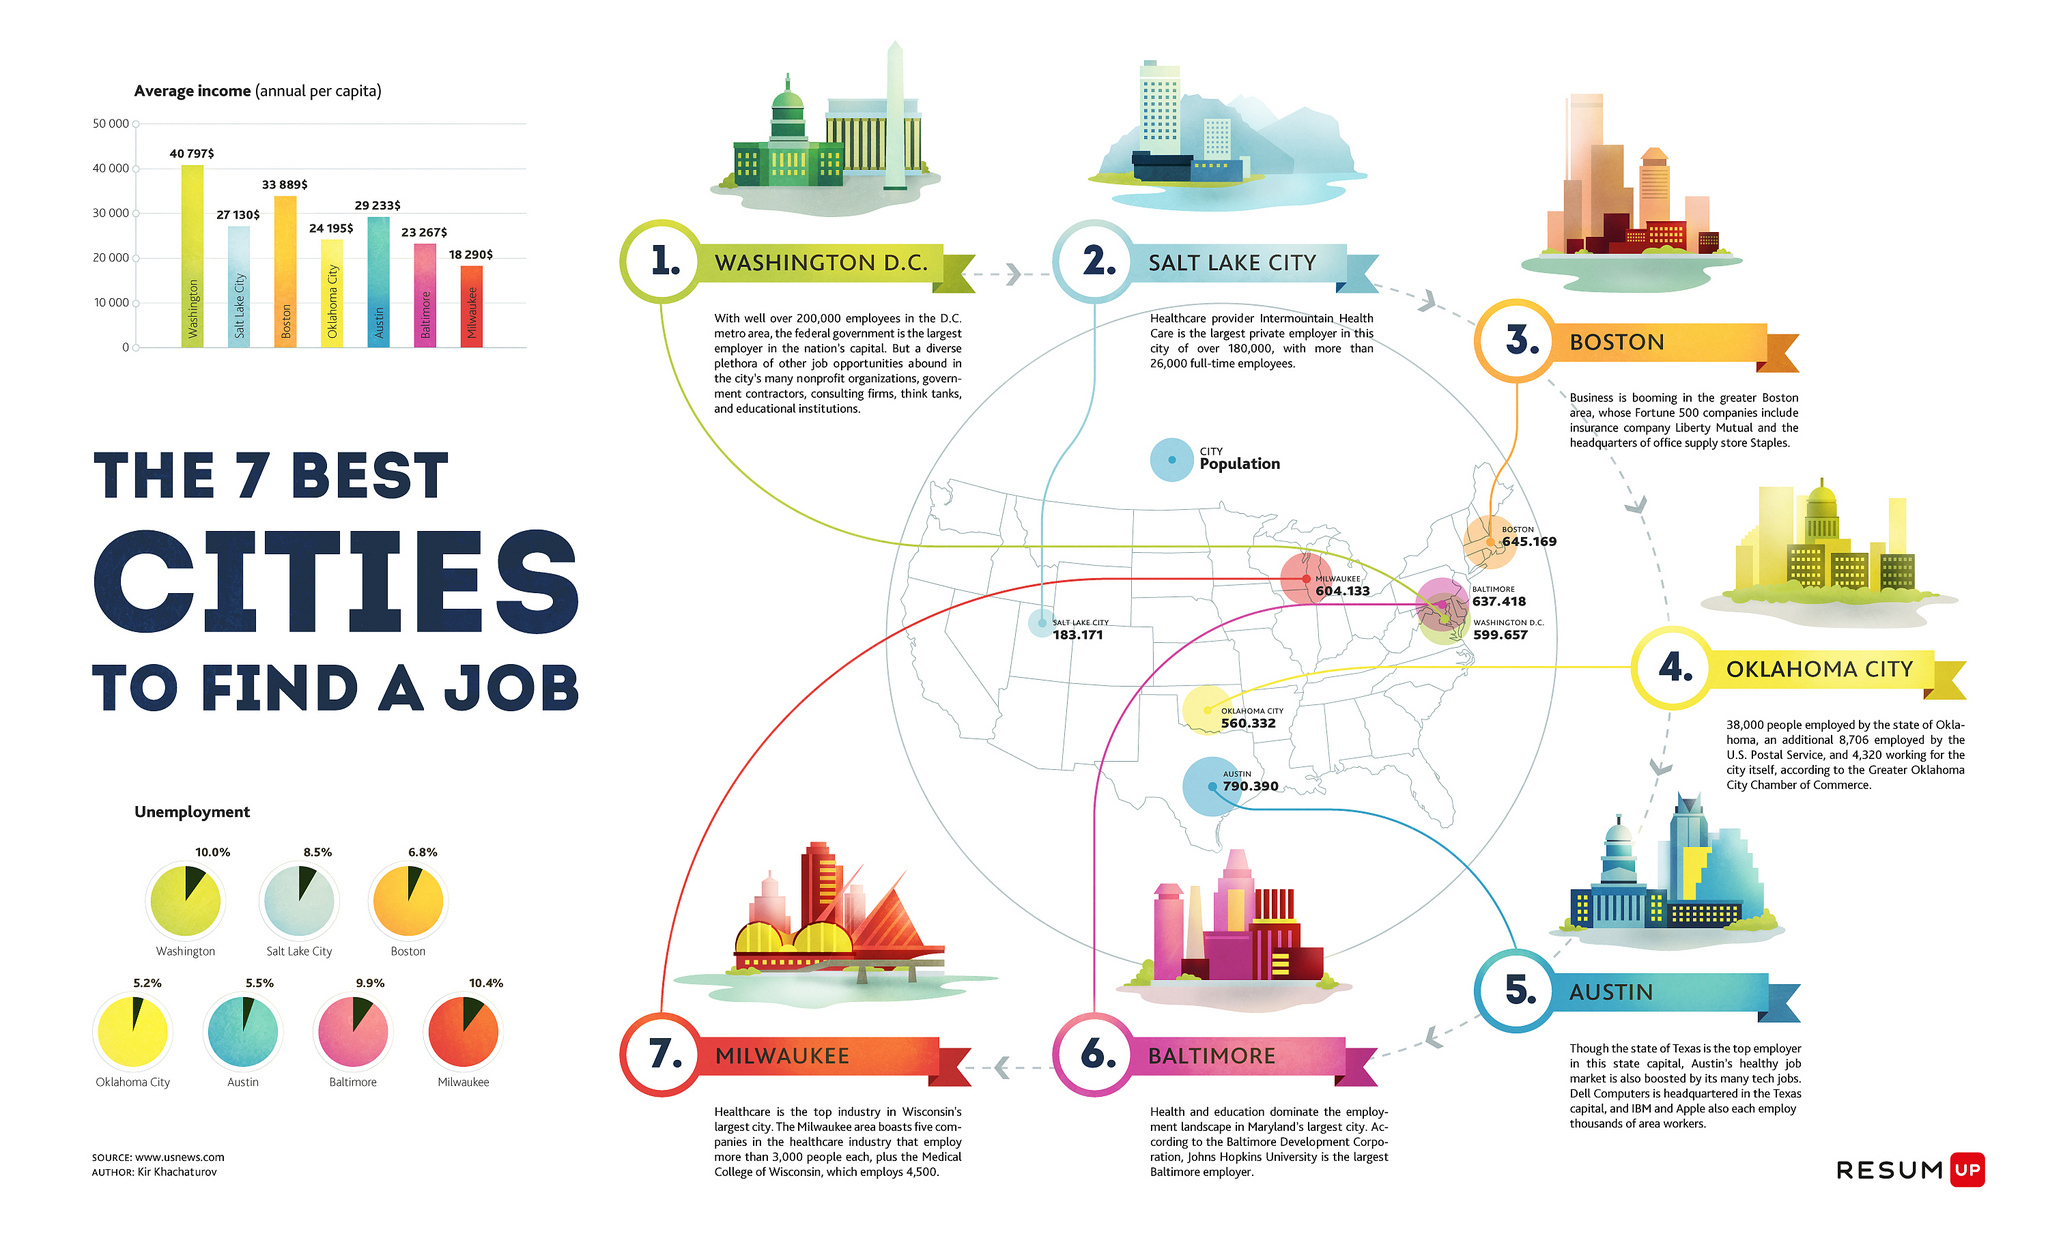 Average income (annual per capita)
50 000
40 000
30 000
20 000
10 000
0
40 797$
27 130$
33 889$
24 195$
29 233$
23 267$
18 290$
Washington
Salt Lake City
Boston
Oklahoma City
Austin
Baltimore
Milwaukee
THE 7 BEST
CITIES
TO FIND A JOB
Unemployment
10.0%
8.5%
6.8%
Washington
Salt Lake City
Boston
5.2%
5.5%
9.9%
10.4%
Oklahoma City
Austin
Baltimore
Milwaukee
SOURCE: www.usnews.com
AUTHOR: Kir Khachaturov
1. WASHINGTON D.C.
With well over 200,000 employees in the D.C.
metro area, the federal government is the largest
employer in the nation's capital. But a diverse
plethora of other job opportunities abound in
the city's many nonprofit organizations, govern-
ment contractors, consulting firms, think tanks,
and educational institutions.
2. SALT LAKE CITY
Healthcare provider Intermountain Health
Care is the largest private employer in this
city of over 180,000, with more than
26,000 full-time employees.
3. BOSTON
Business is booming in the greater Boston
area, whose Fortune 500 companies include
insurance company Liberty Mutual and the
headquarters of office supply store Staples.
CITY
Population
BOSTON
645.169
MILWAUKEE
604.133
BALTIMORE
637.418
WASHINGTON D.C.
599.657
SALT LAKE CITY
183.171
OKLAHOMA CITY
560.332
AUSTIN
790.390
4. OKLAHOMA CITY
38,000 people employed by the state of Okla-
homa, an additional 8,706 employed by the
U.S. Postal Service, and 4,320 working for the
city itself, according to the Greater Oklahoma
City Chamber of Commerce.
5. AUSTIN
Though the state of Texas is the top employer
in this state capital, Austin's healthy job
market is also boosted by its many tech jobs.
Dell Computers is headquartered in the Texas
capital, and IBM and Apple also each employ
thousands of area workers.
6. BALTIMORE
Health and education dominate the employ-
ment landscape in Maryland's largest city. Ac-
cording to the Baltimore Development Corpo-
ration, Johns Hopkins University is the largest
Baltimore employer.
7. MILWAUKEE
Healthcare is the top industry in Wisconsin's
largest city. The Milwaukee area boasts five com-
panies in the healthcare industry that employ
more than 3,000 people each, plus the Medical
College of Wisconsin, which employs 4,500.
RESUM UP